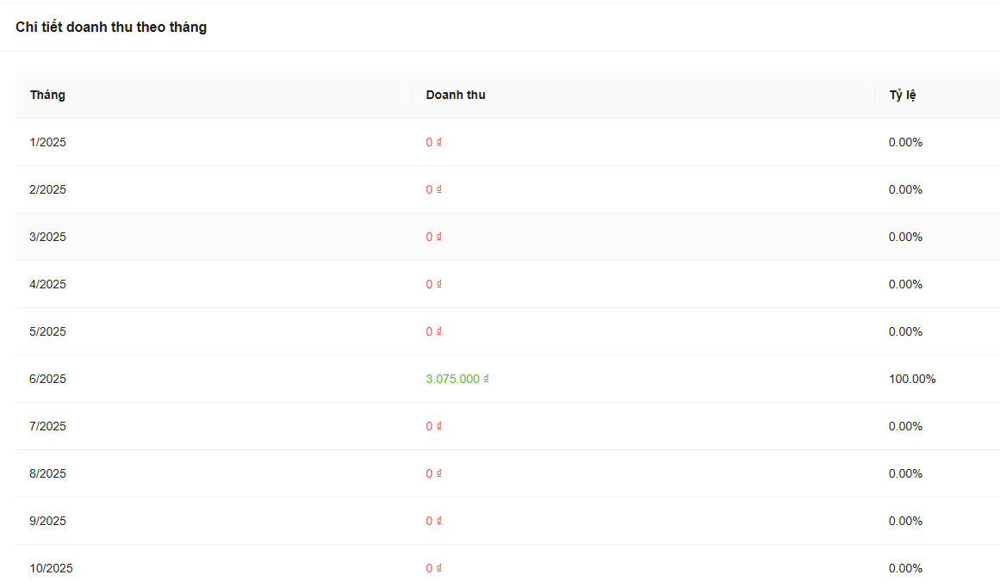 Chi tiết doanh thu theo tháng
Tháng Doanh thu Tỷ lệ
1/2025 0 ₫ 0.00%
2/2025 0 ₫ 0.00%
3/2025 0 ₫ 0.00%
4/2025 0 ₫ 0.00%
5/2025 0 ₫ 0.00%
6/2025 3.075.000 ₫ 100.00%
7/2025 0 ₫ 0.00%
8/2025 0 ₫ 0.00%
9/2025 0 ₫ 0.00%
10/2025 0 ₫ 0.00%